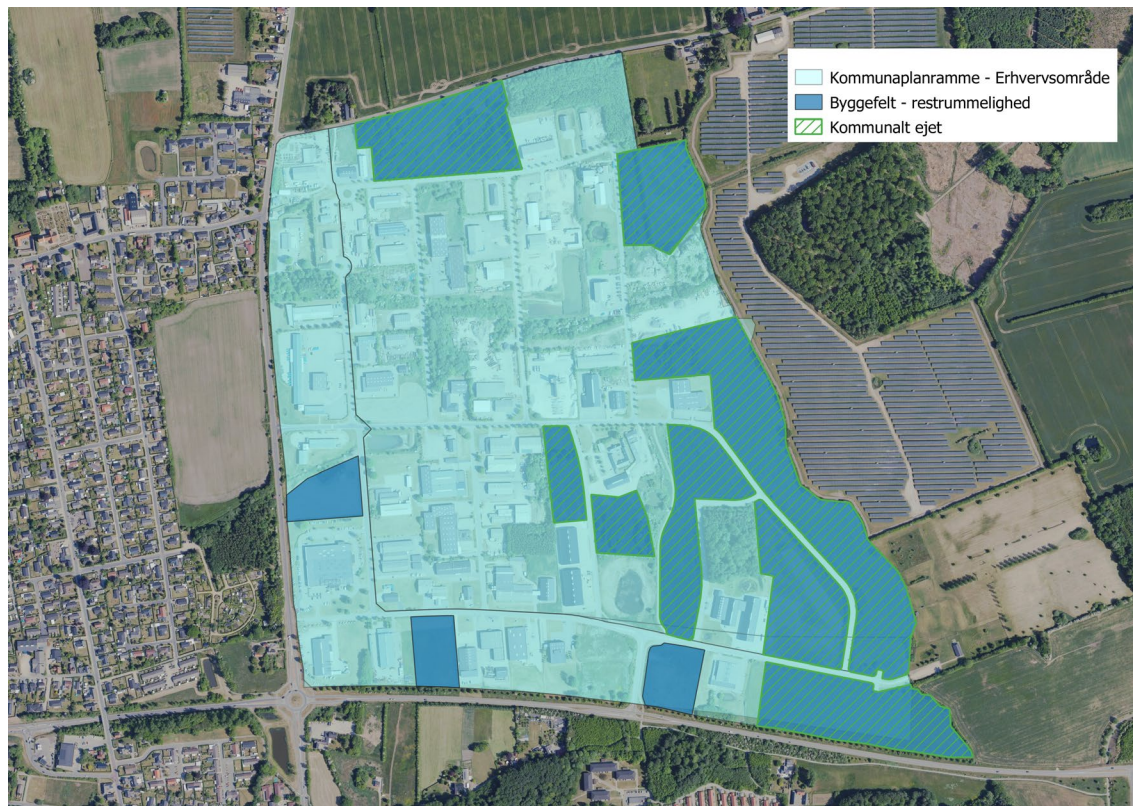 Kommunaplanramme - Erhvervsområde
Byggefelt - restrummelighed
Kommunalt ejet